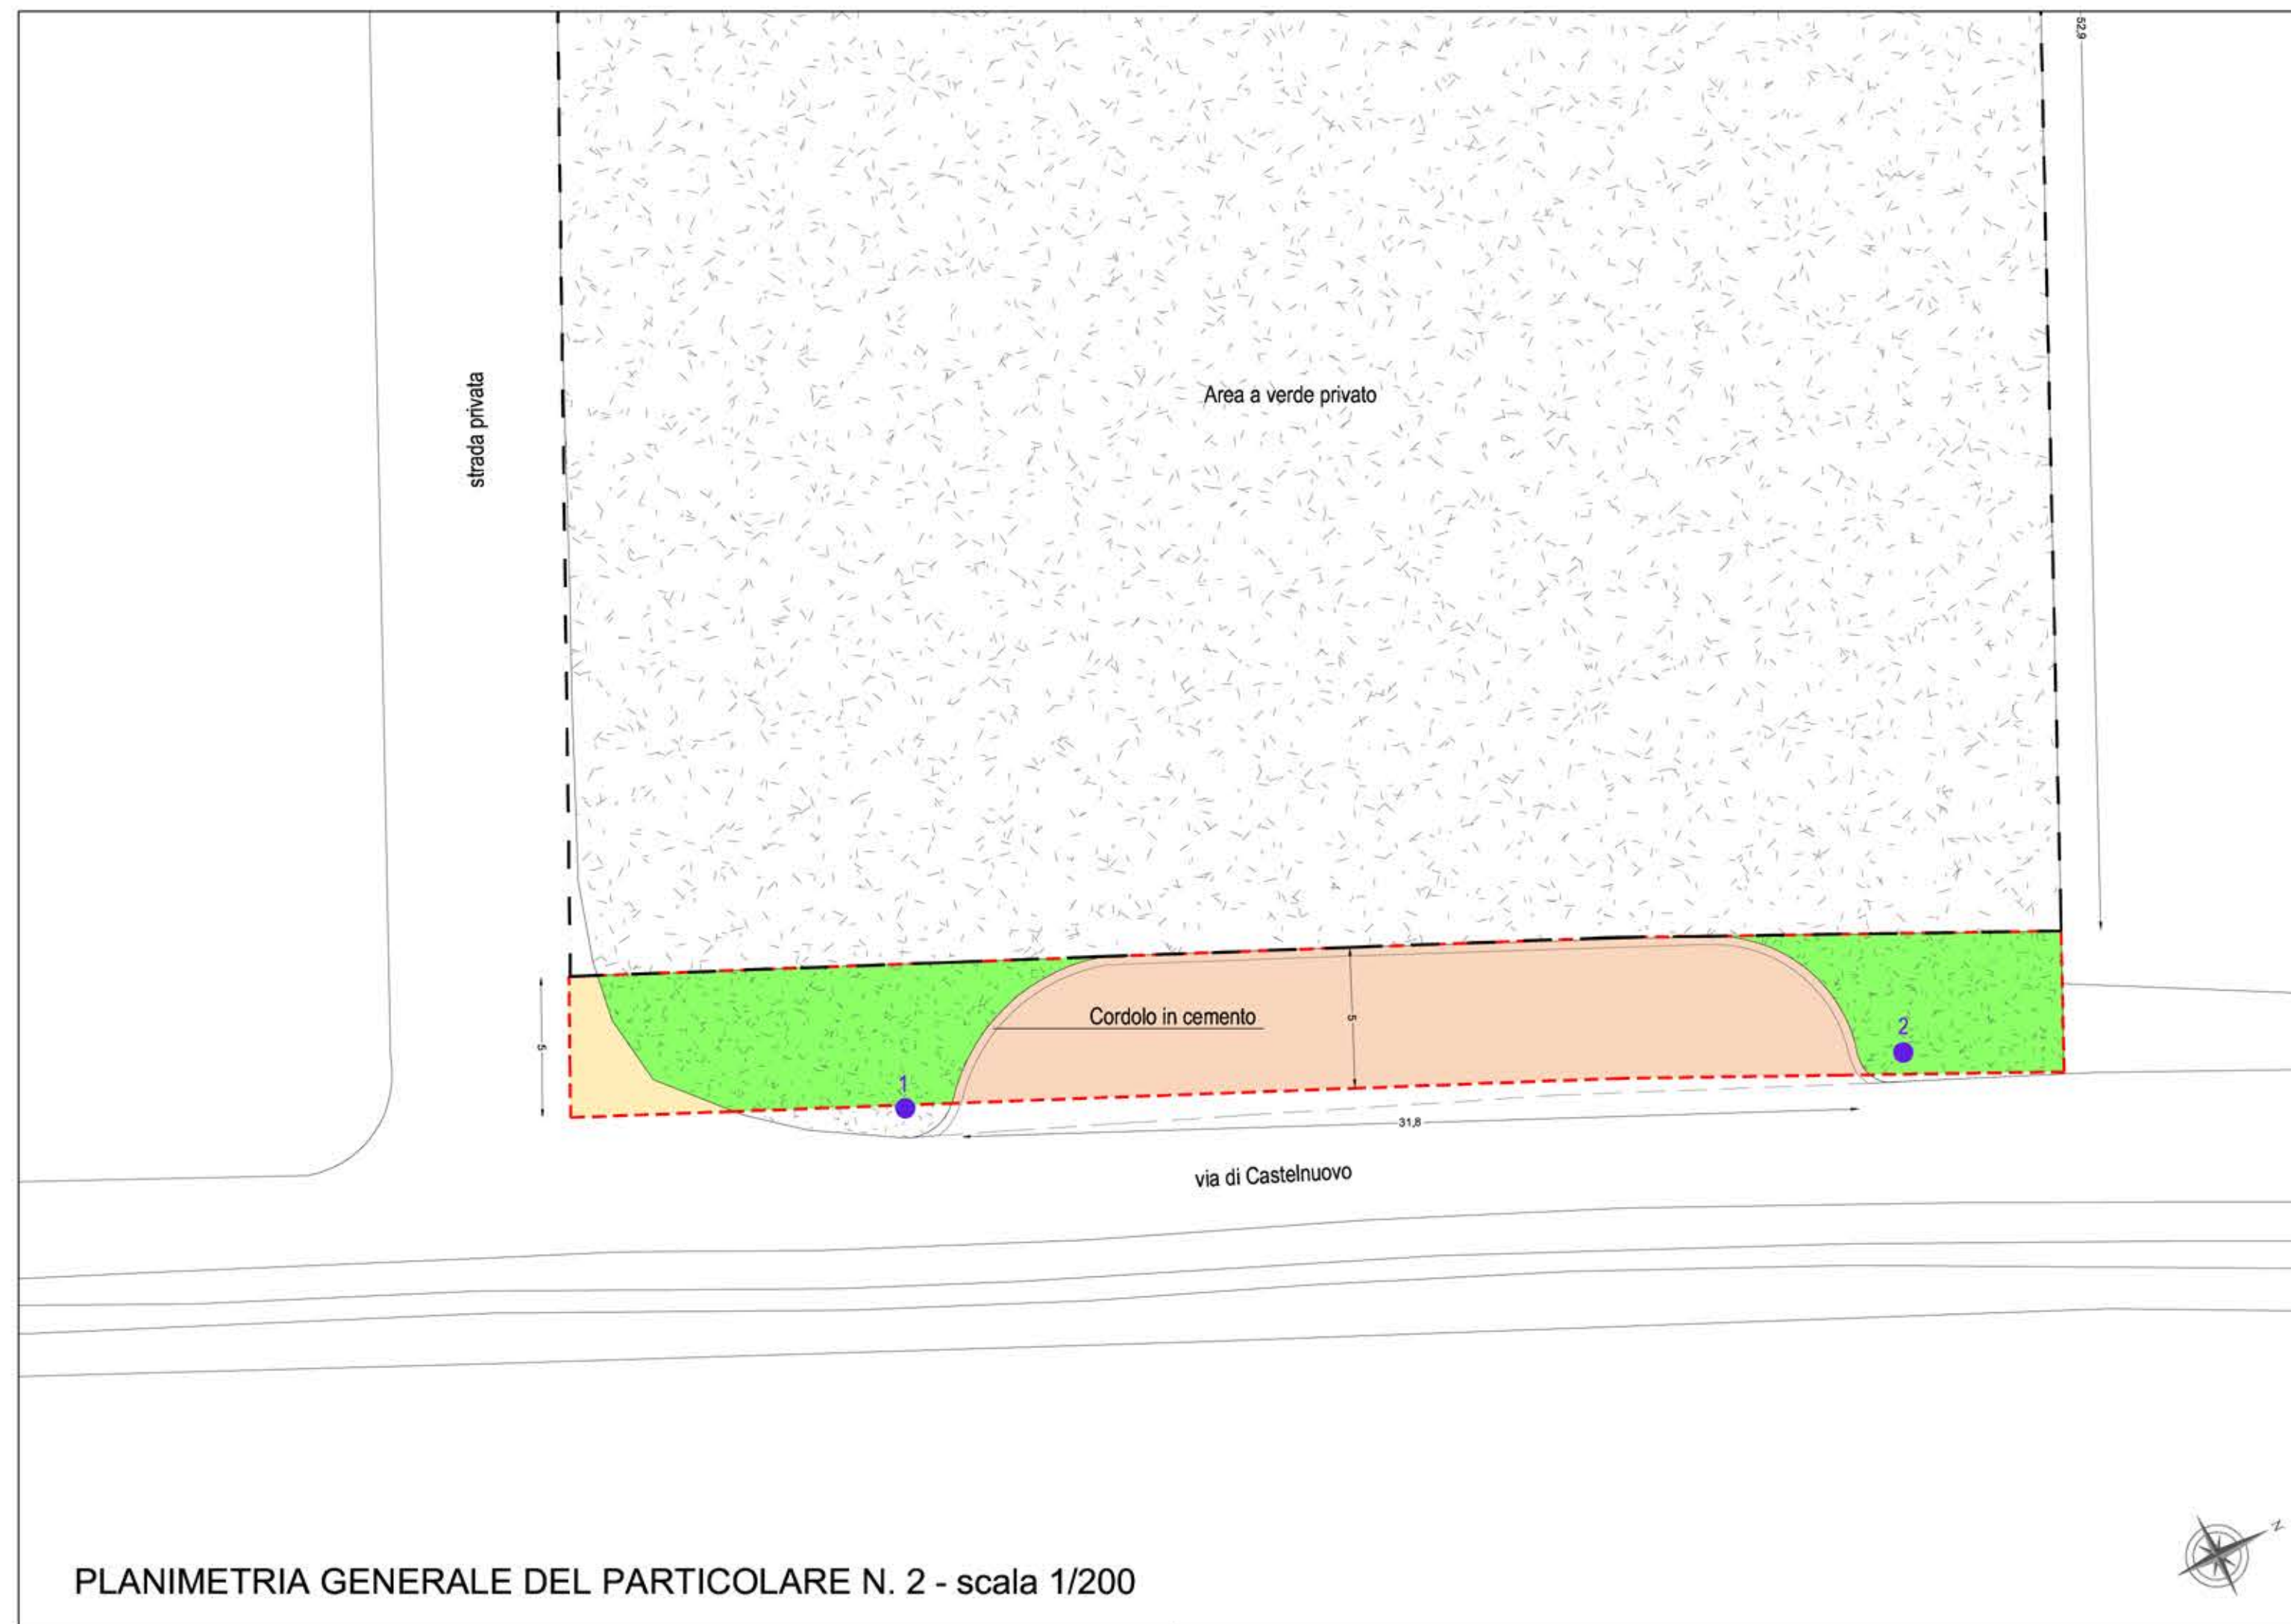 52,9
strada privata
Area a verde privato
Cordolo in cemento
5
5
2
1
31,8
via di Castelnuovo
PLANIMETRIA GENERALE DEL PARTICOLARE N. 2 - scala 1/200
N